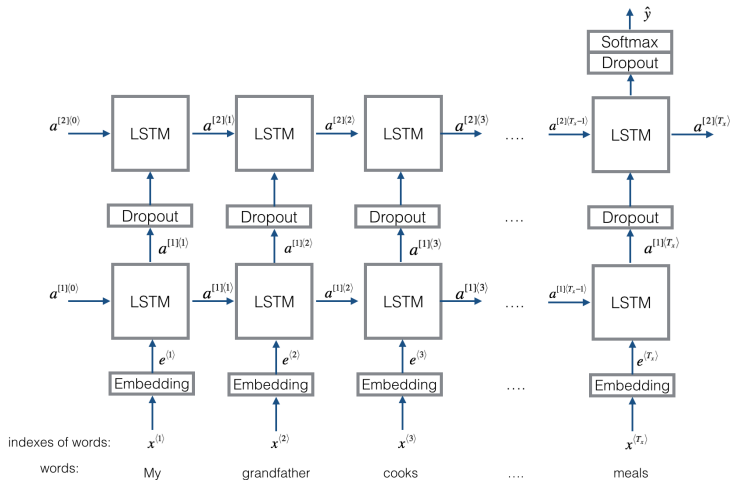 ŷ
Softmax
Dropout
a^{[2]⟨0⟩} LSTM a^{[2]⟨1⟩} LSTM a^{[2]⟨2⟩} LSTM a^{[2]⟨3⟩} .... a^{[2]⟨T_x-1⟩} LSTM a^{[2]⟨T_x⟩}
Dropout Dropout Dropout .... Dropout
a^{[1]⟨1⟩} a^{[1]⟨2⟩} a^{[1]⟨3⟩} a^{[1]⟨T_x⟩}
a^{[1]⟨0⟩} LSTM a^{[1]⟨1⟩} LSTM a^{[1]⟨2⟩} LSTM a^{[1]⟨3⟩} .... a^{[1]⟨T_x-1⟩} LSTM
e^{⟨1⟩} e^{⟨2⟩} e^{⟨3⟩} e^{⟨T_x⟩}
Embedding Embedding Embedding .... Embedding
indexes of words: x^{⟨1⟩} x^{⟨2⟩} x^{⟨3⟩} x^{⟨T_x⟩}
words: My grandfather cooks .... meals